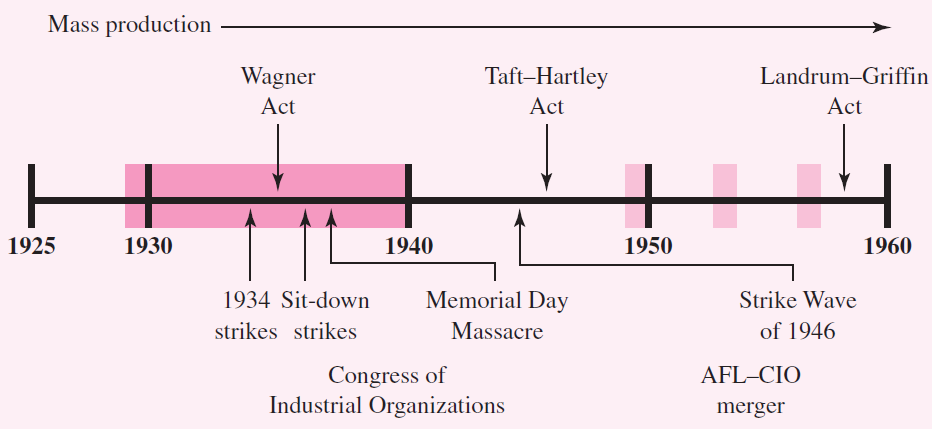 Mass production
Wagner
Act
Taft–Hartley
Act
Landrum–Griffin
Act
1925
1930
1940
1950
1960
1934
strikes
Sit-down
strikes
Memorial Day
Massacre
Strike Wave
of 1946
Congress of
Industrial Organizations
AFL–CIO
merger